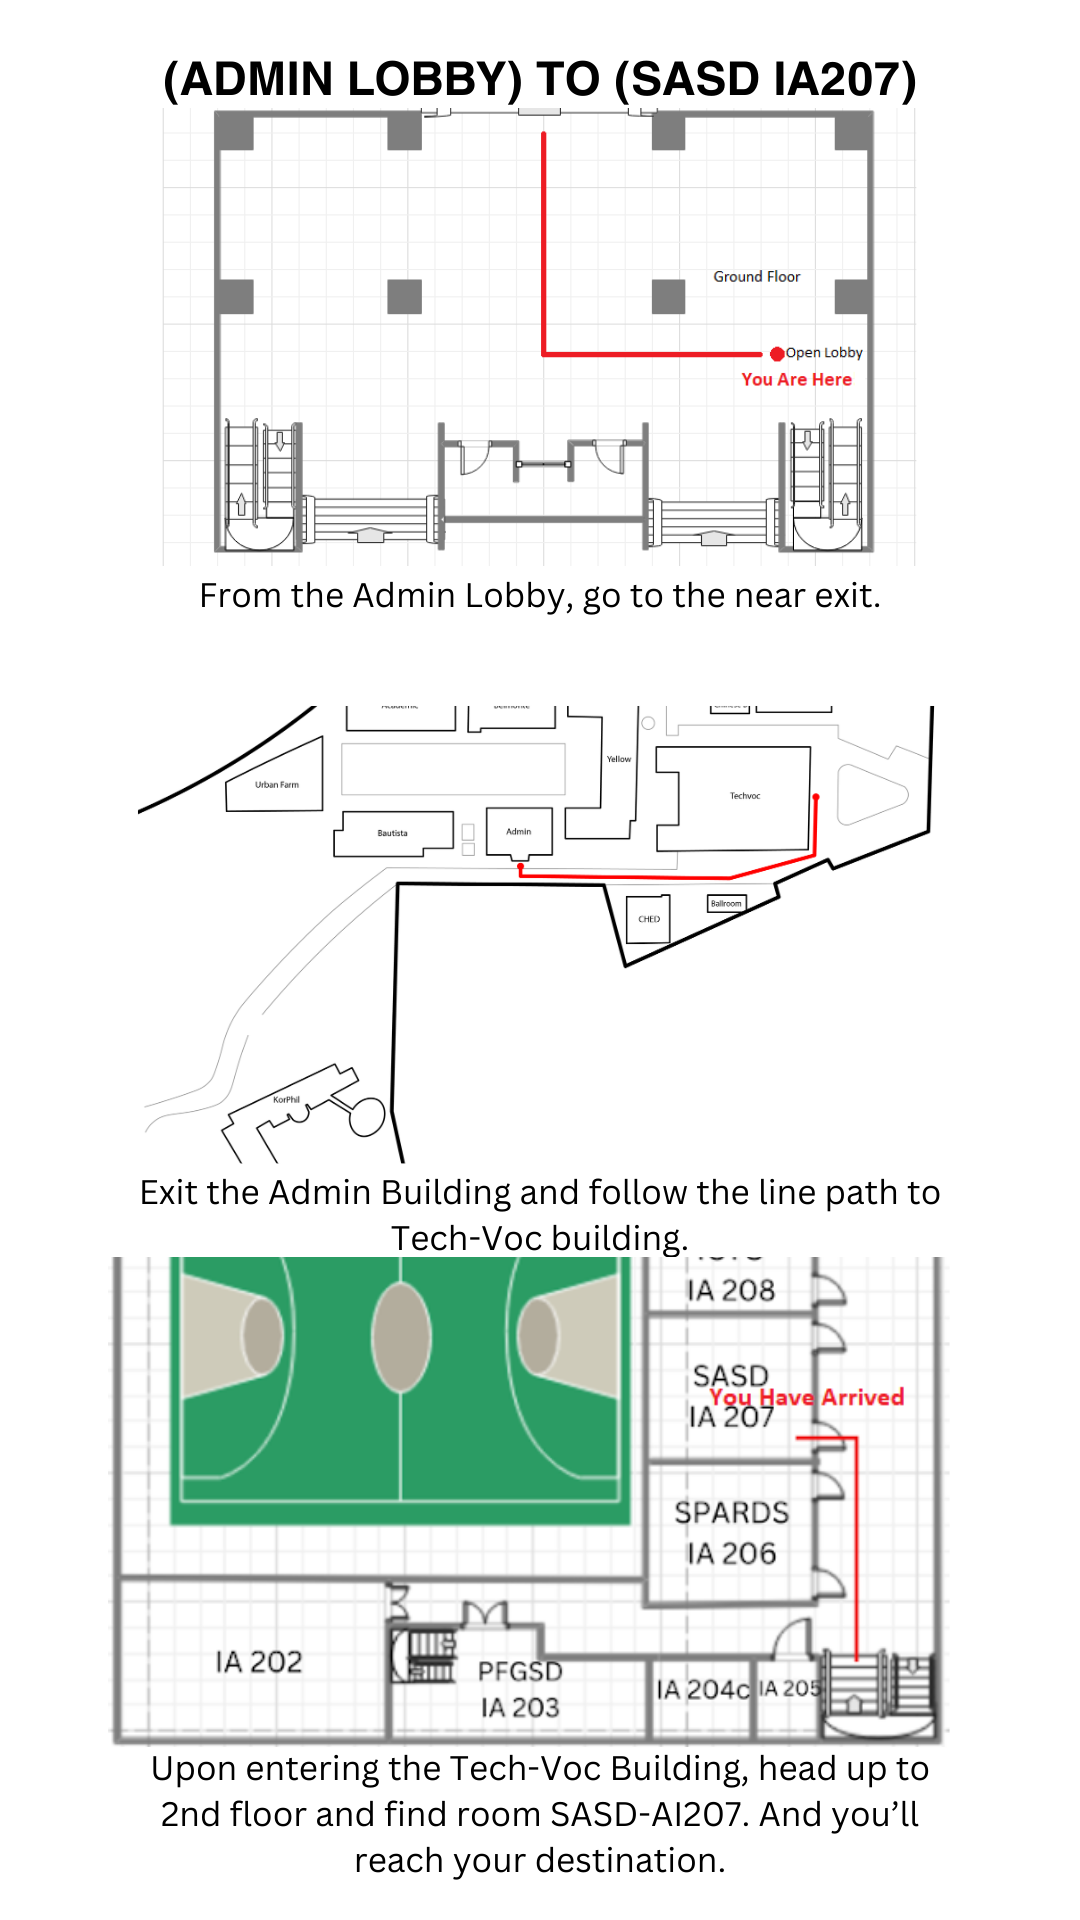 (ADMIN LOBBY) TO (SASD IA207)
Ground Floor
Open Lobby
You Are Here
From the Admin Lobby, go to the near exit.
Urban Farm
Yellow
Techvoc
Bautista
Admin
CHED
Ballroom
KorPhil
Exit the Admin Building and follow the line path to
Tech-Voc building.
IA 208
SASD
You Have Arrived
IA 207
SPARDS
IA 206
IA 202
PFGSD
IA 203
IA 204c
IA 205
Upon entering the Tech-Voc Building, head up to
2nd floor and find room SASD-AI207. And you’ll
reach your destination.